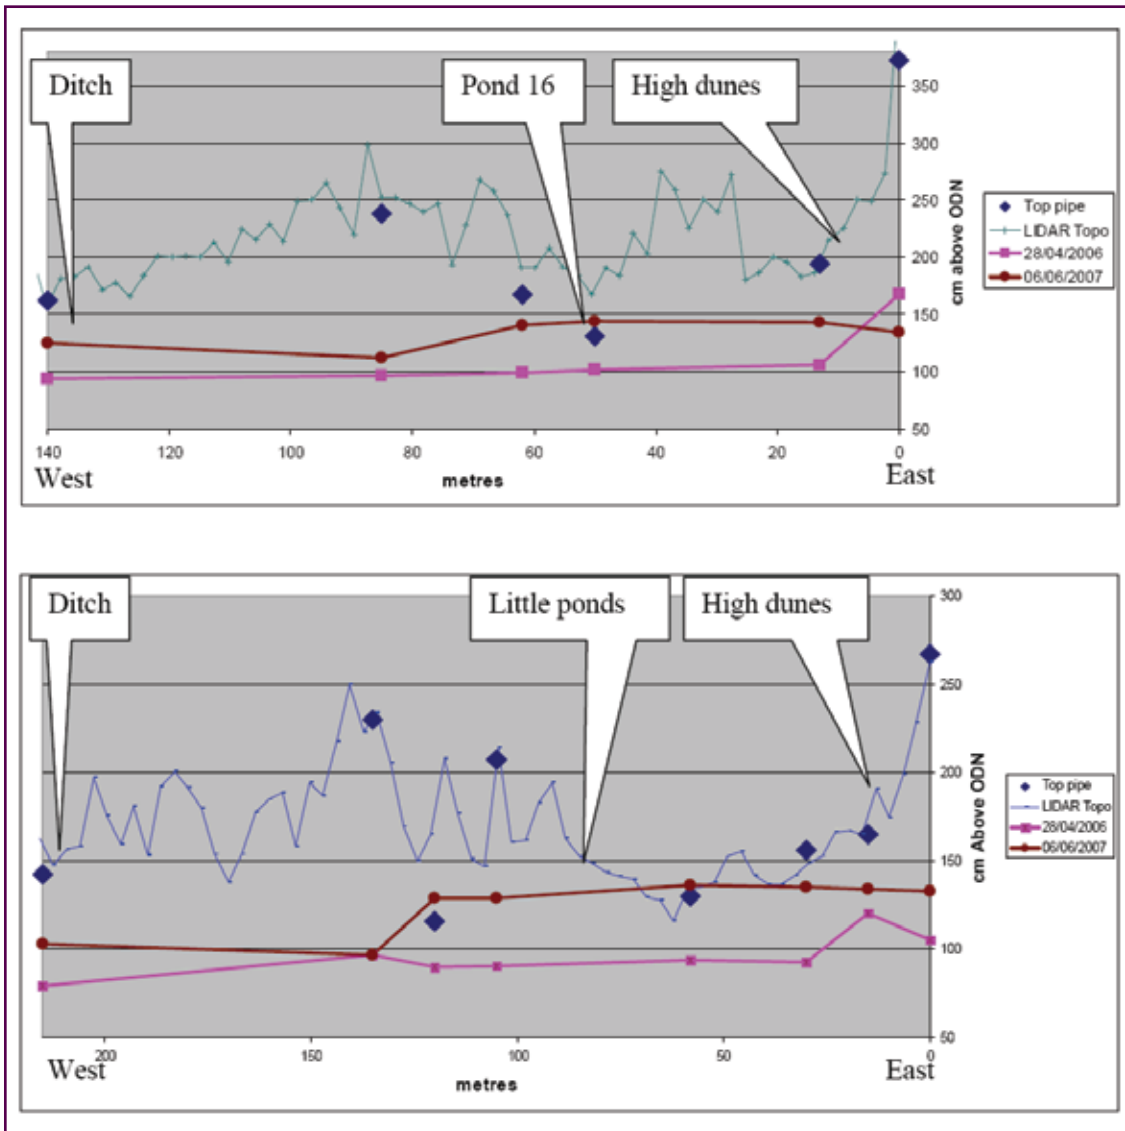 Ditch
Pond 16
High dunes
350
300
250
200
150
100
50
cm above ODN
Top pipe
LIDAR Topo
28/04/2006
06/06/2007
140
120
100
80
60
40
20
0
West
metres
East
Ditch
Little ponds
High dunes
300
250
200
150
100
50
cm Above ODN
Top pipe
LIDAR Topo
28/04/2006
06/06/2007
200
150
100
50
0
West
metres
East